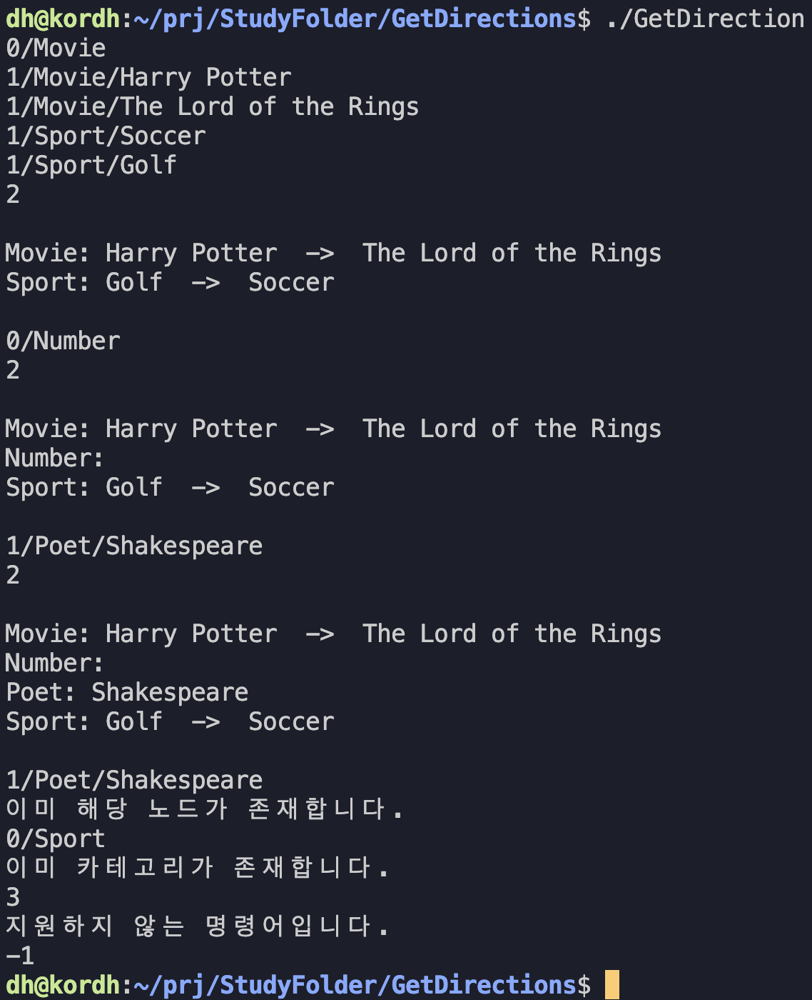 dh@kordh:~/prj/StudyFolder/GetDirections$ ./GetDirection
0/Movie
1/Movie/Harry Potter
1/Movie/The Lord of the Rings
1/Sport/Soccer
1/Sport/Golf
2
Movie: Harry Potter  ->  The Lord of the Rings
Sport: Golf  ->  Soccer
0/Number
2
Movie: Harry Potter  ->  The Lord of the Rings
Number:
Sport: Golf  ->  Soccer
1/Poet/Shakespeare
2
Movie: Harry Potter  ->  The Lord of the Rings
Number:
Poet: Shakespeare
Sport: Golf  ->  Soccer
1/Poet/Shakespeare
이미 해당 노드가 존재합니다.
0/Sport
이미 카테고리가 존재합니다.
3
지원하지 않는 명령어입니다.
-1
dh@kordh:~/prj/StudyFolder/GetDirections$